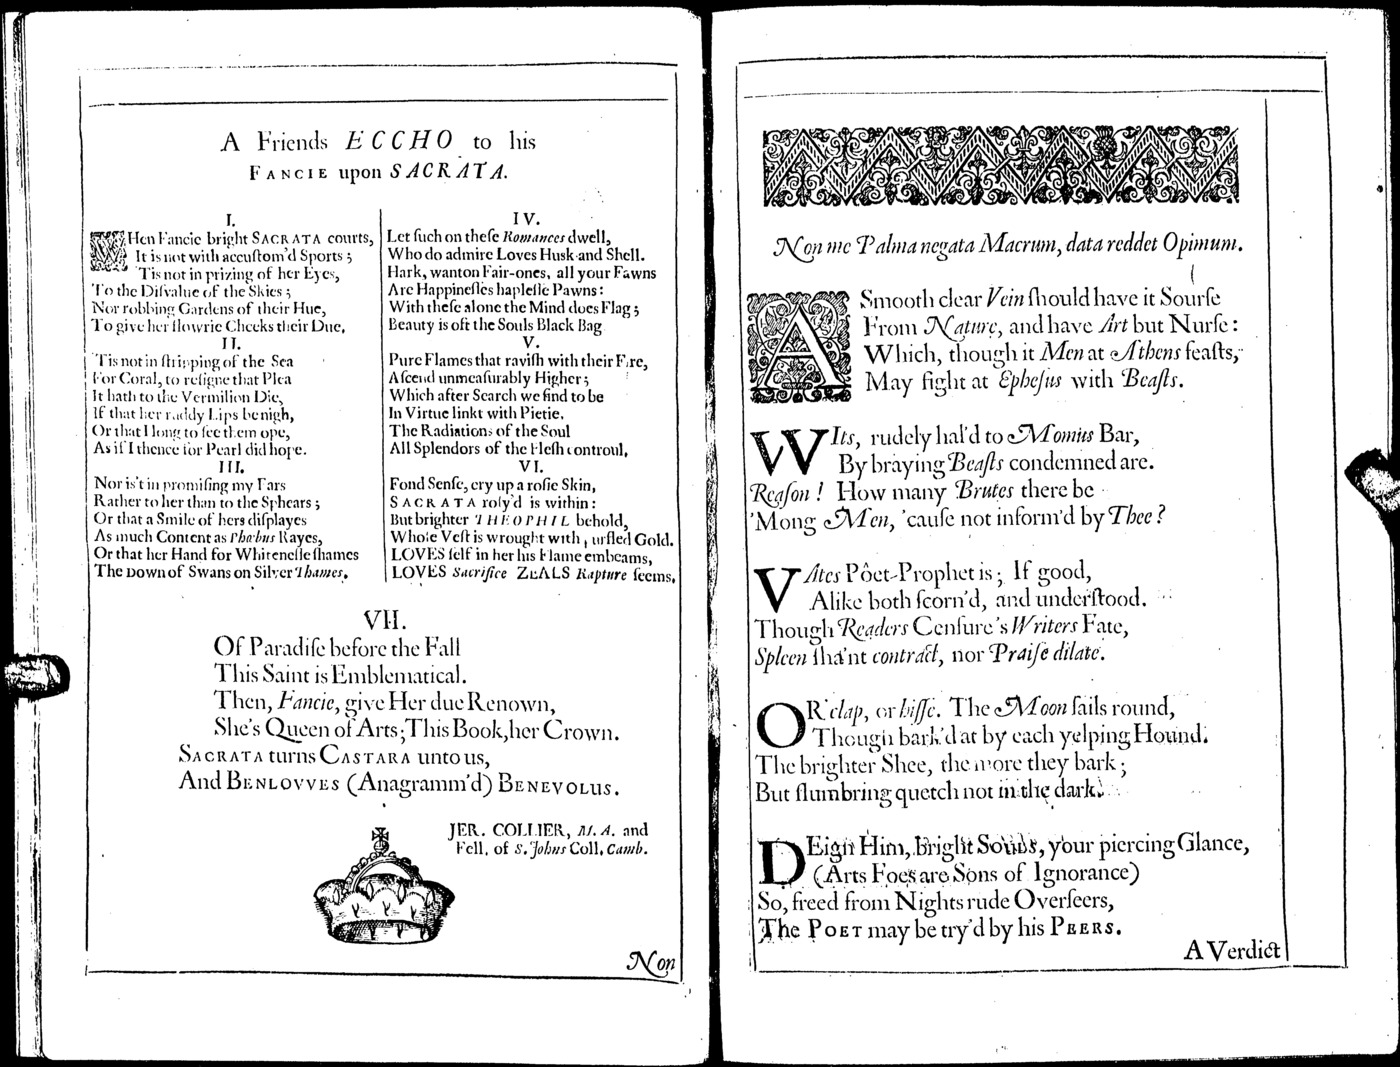 A Friends ECCHO to his
FANCIE upon SACRATA.
I.
WHen Fancie bright SACRATA courts,
It is not with accuſtom'd Sports;
'Tis not in prizing of her Eyes,
To the Diſvalue of the Skies;
Nor robbing Gardens of their Hue,
To give her flowrie Cheeks their Due.
II.
'Tis not in ſtripping of the Sea
For Coral, to reſigne that Plea
It hath to the Vermilion Die,
If that her ruddy Lips be nigh,
Or that I long to ſee them ope,
As if I thence for Pearl did hope.
III.
Nor is't in promiſing my Ears
Rather to her than to the Sphears;
Or that a Smile of hers diſplayes
As much Content as Phœbus Rayes,
Or that her Hand for Whiteneſſe ſhames
The Down of Swans on Silver Thames.
IV.
Let ſuch on theſe Romances dwell,
Who do admire Loves Husk and Shell.
Hark, wanton Fair-ones, all your Fawns
Are Happineſſes hapleſſe Pawns:
With theſe alone the Mind does Flag;
Beauty is oft the Souls Black Bag
V.
Pure Flames that raviſh with their Fire,
Aſcend unmeaſurably Higher;
Which after Search we find to be
In Virtue linkt with Pietie.
The Radiations of the Soul
All Splendors of the Fleſh controul.
VI.
Fond Senſe, cry up a roſie Skin,
SACRATA roſy'd is within:
But brighter THEOPHIL behold,
Whoſe Veſt is wrought with Purfled Gold.
LOVES ſelf in her his Flame embeams,
LOVES Sacrifice ZEALS Rapture ſeems.
VII.
Of Paradiſe before the Fall
This Saint is Emblematical.
Then, Fancie, give Her due Renown,
She's Queen of Arts; This Book, her Crown.
SACRATA turns CASTARA unto us,
And BENLOVVES (Anagramm'd) BENEVOLUS.
JER. COLLIER, M. A. and
Fell. of S. Johns Coll. Camb.
Non
Non me Palma negata Macrum, data reddet Opimum.
A Smooth clear Vein ſhould have it Sourſe
From Nature, and have Art but Nurſe:
Which, though it Men at Athens feaſts,
May fight at Epheſus with Beaſts.
WIts, rudely hal'd to Momus Bar,
By braying Beaſts condemned are.
Reaſon! How many Brutes there be
'Mong Men, 'cauſe not inform'd by Thee?
VAtes Pôet-Prophet is; If good,
Alike both ſcorn'd, and underſtood.
Though Readers Cenſure's Writers Fate,
Spleen ſha'nt contract, nor Praiſe dilate.
OR clap, or hiſſe. The Moon ſails round,
Though bark'd at by each yelping Hound.
The brighter Shee, the more they bark;
But ſlumbring quetch not in the dark.
DEign Him, bright Souls, your piercing Glance,
(Arts Foes are Sons of Ignorance)
So, freed from Nights rude Overſeers,
The POET may be try'd by his PEERS.
A Verdict